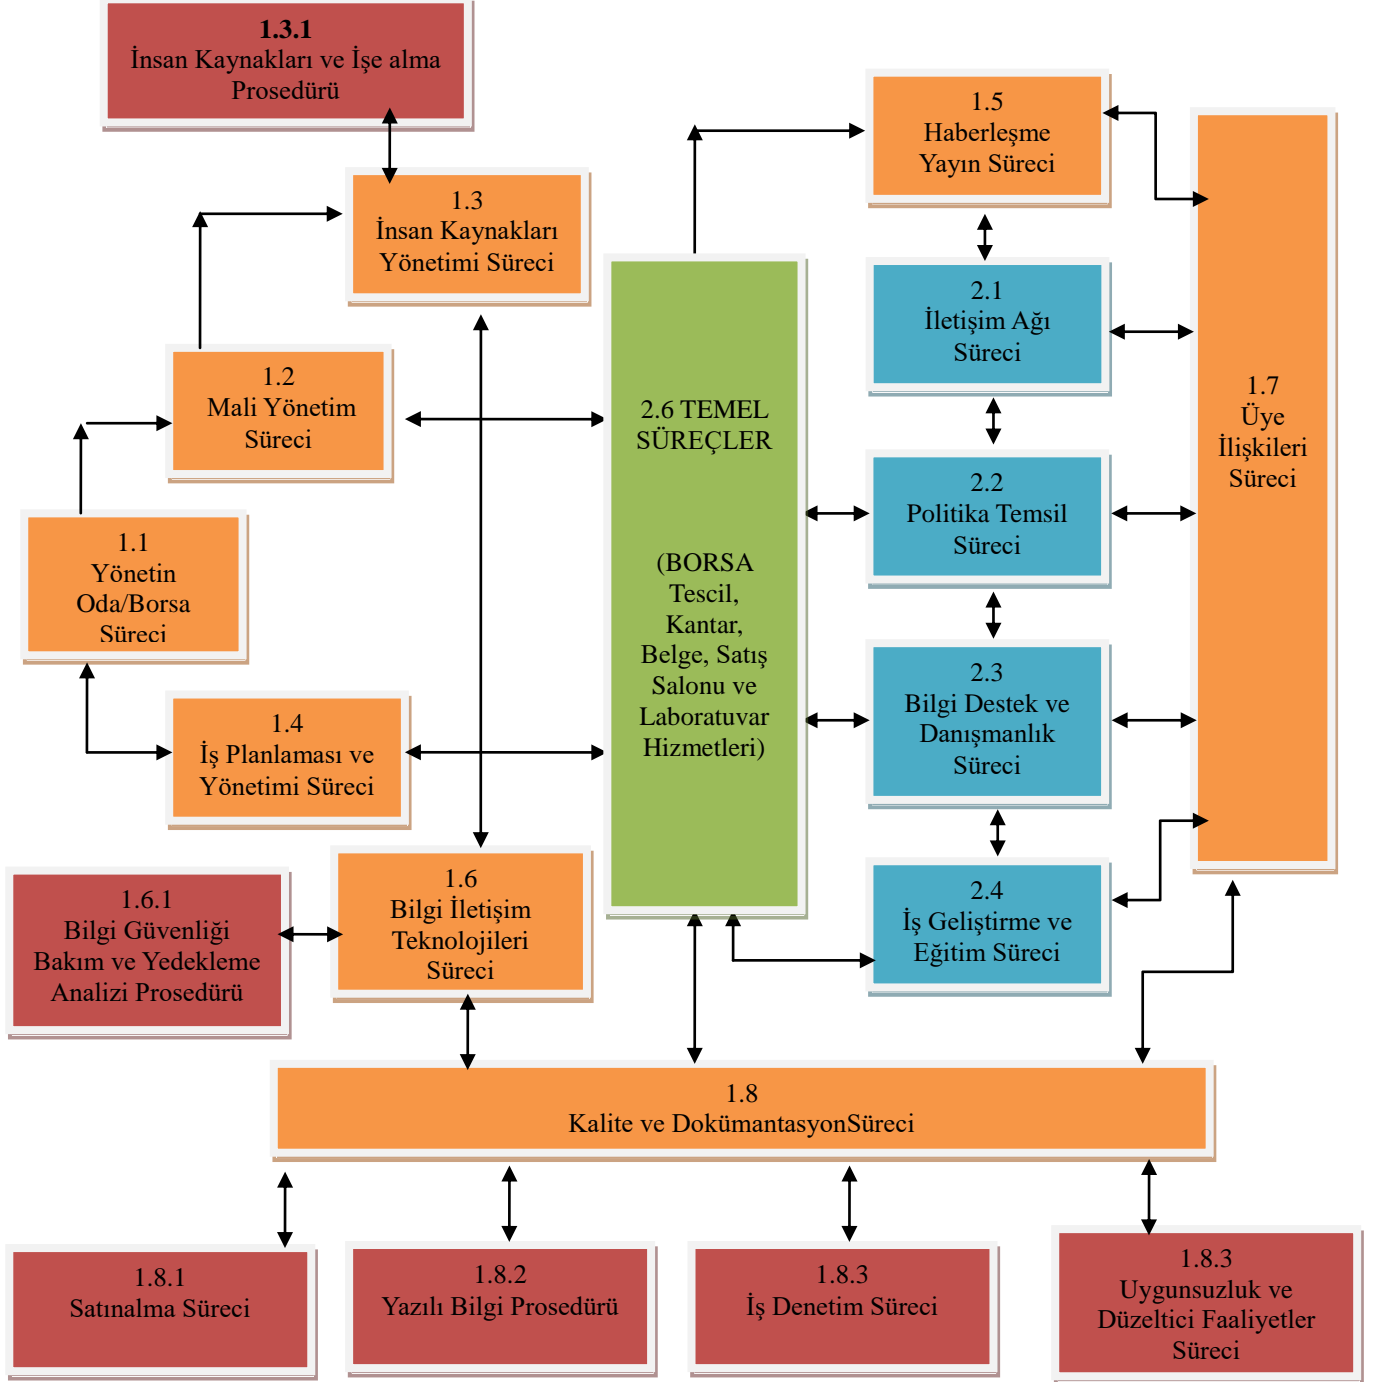 1.3.1
İnsan Kaynakları ve İşe alma
Prosedürü
1.5
Haberleşme
Yayın Süreci
1.3
İnsan Kaynakları
Yönetimi Süreci
2.1
İletişim Ağı
Süreci
1.2
Mali Yönetim
Süreci
2.6 TEMEL
SÜREÇLER
(BORSA
Tescil,
Kantar,
Belge, Satış
Salonu ve
Laboratuvar
Hizmetleri)
1.7
Üye
İlişkileri
Süreci
2.2
Politika Temsil
Süreci
1.1
Yönetin
Oda/Borsa
Süreci
2.3
Bilgi Destek ve
Danışmanlık
Süreci
1.4
İş Planlaması ve
Yönetimi Süreci
1.6
Bilgi İletişim
Teknolojileri
Süreci
2.4
İş Geliştirme ve
Eğitim Süreci
1.6.1
Bilgi Güvenliği
Bakım ve Yedekleme
Analizi Prosedürü
1.8
Kalite ve DokümantasyonSüreci
1.8.1
Satınalma Süreci
1.8.2
Yazılı Bilgi Prosedürü
1.8.3
İş Denetim Süreci
1.8.3
Uygunsuzluk ve
Düzeltici Faaliyetler
Süreci